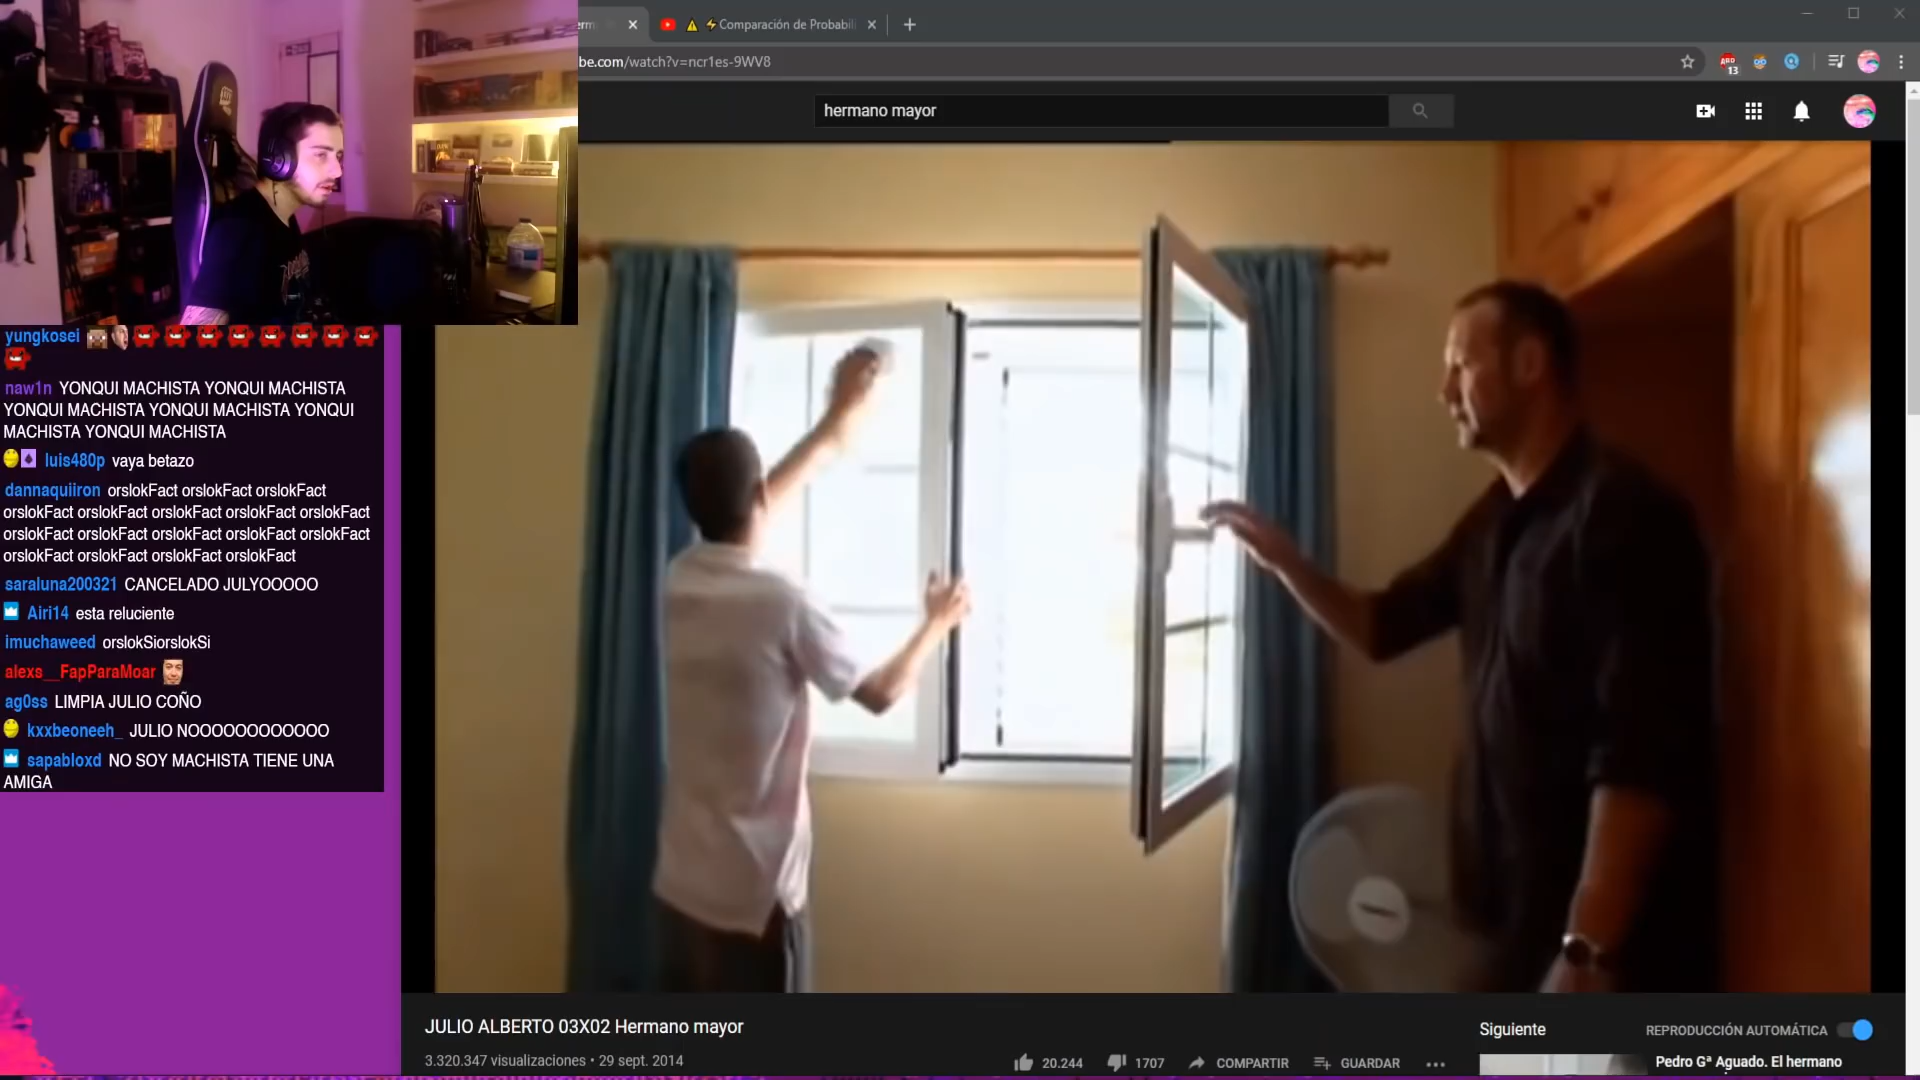 ⚡Comparación de Probabili
be.com/watch?v=ncr1es-9WV8
13
hermano mayor
yungkosei
naw1n YONQUI MACHISTA YONQUI MACHISTA
YONQUI MACHISTA YONQUI MACHISTA YONQUI
MACHISTA YONQUI MACHISTA
luis480p vaya betazo
dannaquiiron orslokFact orslokFact orslokFact
orslokFact orslokFact orslokFact orslokFact orslokFact
orslokFact orslokFact orslokFact orslokFact orslokFact
orslokFact orslokFact orslokFact orslokFact
saraluna200321 CANCELADO JULYOOOOO
Airi14 esta reluciente
imuchaweed orslokSiorslokSi
alexs__FapParaMoar
ag0ss LIMPIA JULIO COÑO
kxxbeoneeh_ JULIO NOOOOOOOOOOOO
sapabloxd NO SOY MACHISTA TIENE UNA
AMIGA
JULIO ALBERTO 03X02 Hermano mayor
3.320.347 visualizaciones • 29 sept. 2014
20.244
1707
COMPARTIR
GUARDAR
Siguiente
REPRODUCCIÓN AUTOMÁTICA
Pedro Gª Aguado. El hermano